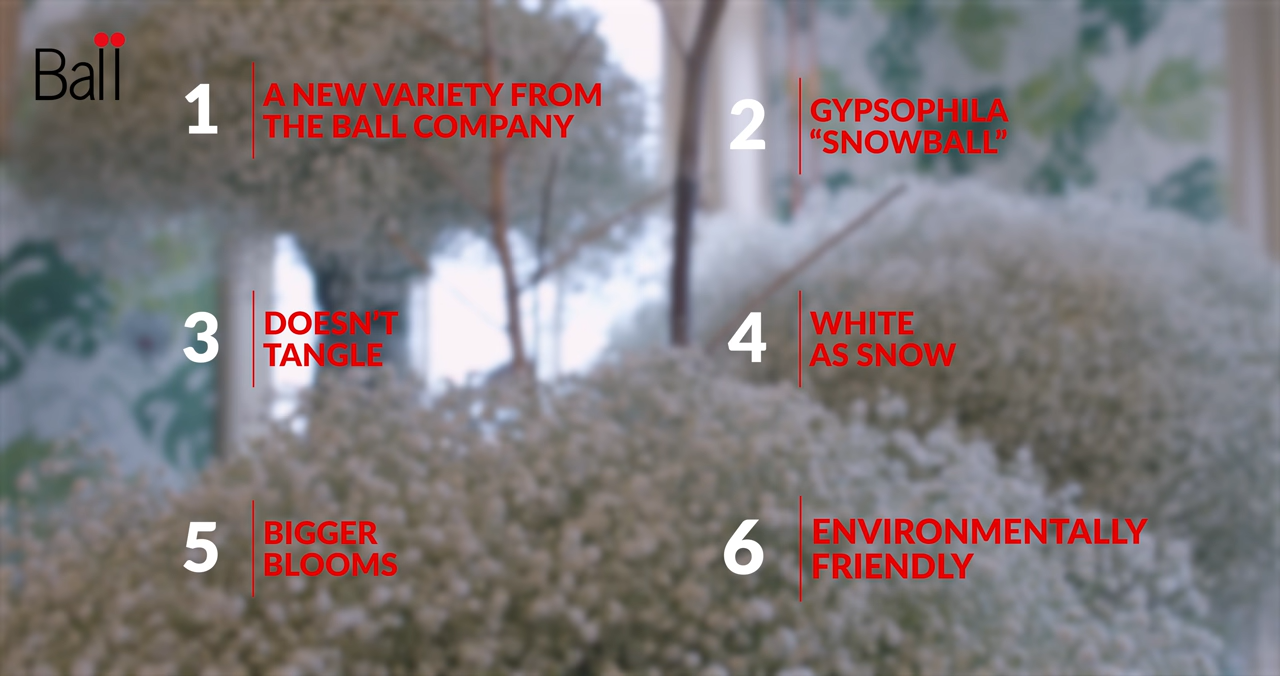 Ball
1
A NEW VARIETY FROM
THE BALL COMPANY
2
GYPSOPHILA
“SNOWBALL”
3
DOESN'T
TANGLE
4
WHITE
AS SNOW
5
BIGGER
BLOOMS
6
ENVIRONMENTALLY
FRIENDLY